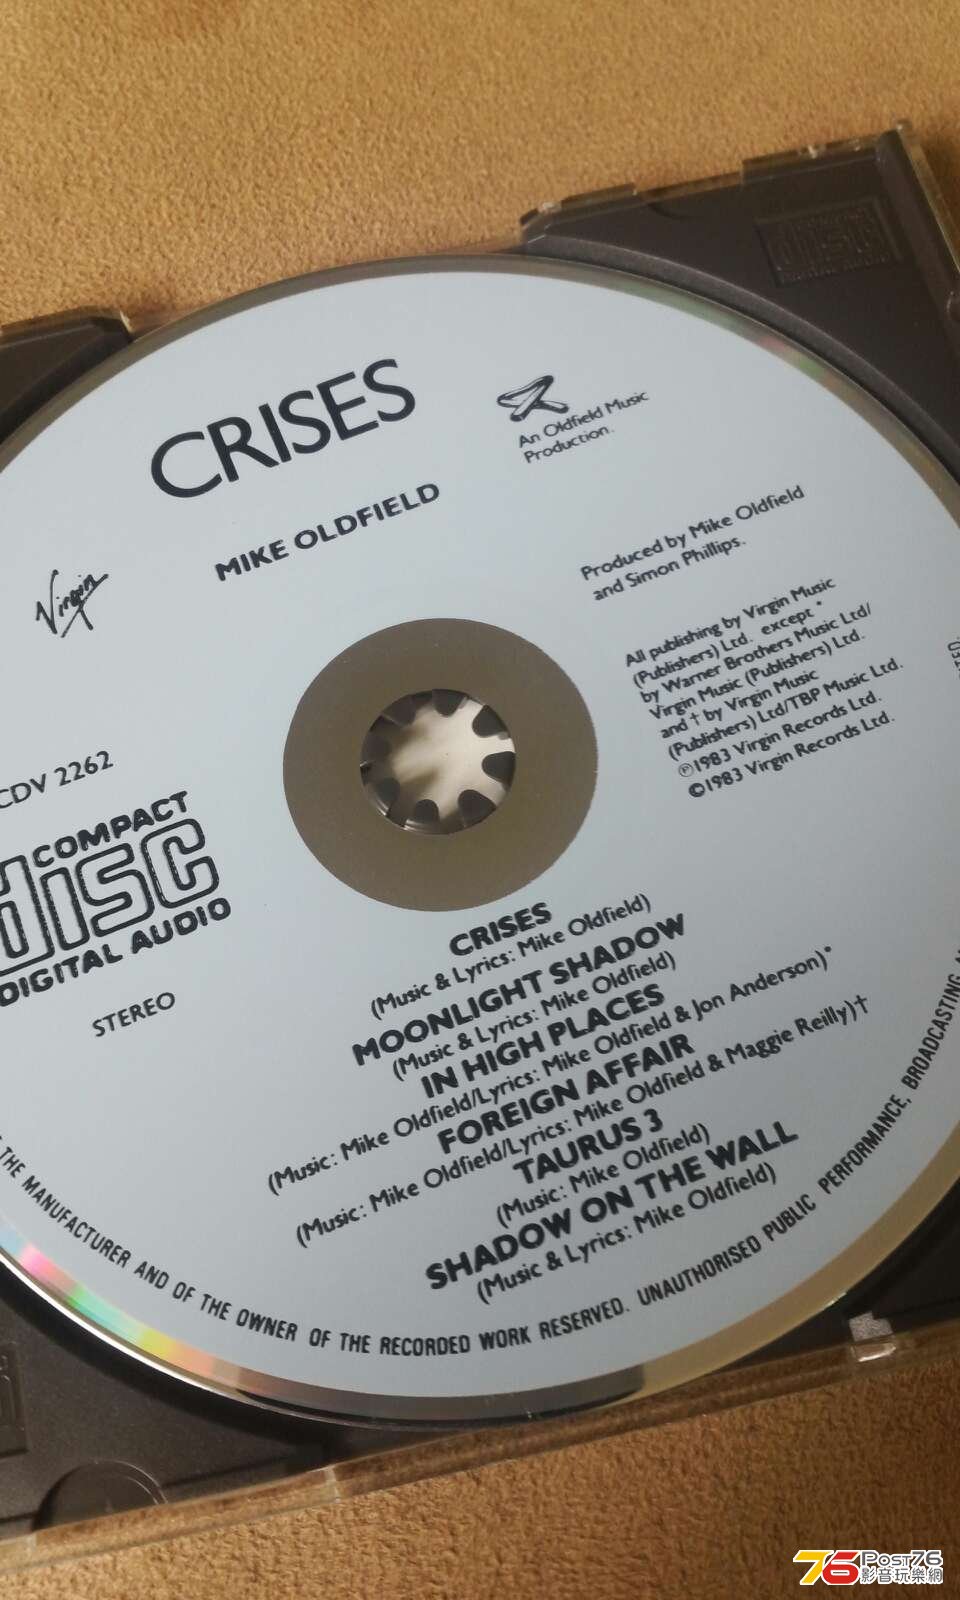 CRISES
MIKE OLDFIELD
An Oldfield Music
Production.
Virgin
Produced by Mike Oldfield
and Simon Phillips.
All publishing by Virgin Music
(Publishers) Ltd. except *
by Warner Brothers Music Ltd/
Virgin Music (Publishers) Ltd.
and † by Virgin Music
(Publishers) Ltd/TBP Music Ltd.
℗1983 Virgin Records Ltd.
©1983 Virgin Records Ltd.
CDV 2262
COMPACT
disc
DIGITAL AUDIO
STEREO
CRISES
(Music & Lyrics: Mike Oldfield)
MOONLIGHT SHADOW
(Music & Lyrics: Mike Oldfield)
IN HIGH PLACES
(Music: Mike Oldfield/Lyrics: Mike Oldfield & Jon Anderson)*
FOREIGN AFFAIR
(Music: Mike Oldfield/Lyrics: Mike Oldfield & Maggie Reilly)†
TAURUS 3
(Music: Mike Oldfield)
SHADOW ON THE WALL
(Music & Lyrics: Mike Oldfield)
THE MANUFACTURER AND OF THE OWNER OF THE RECORDED WORK RESERVED. UNAUTHORISED PUBLIC PERFORMANCE, BROADCASTING
disc
DIGITAL AUDIO
76 Post76
影音玩樂網